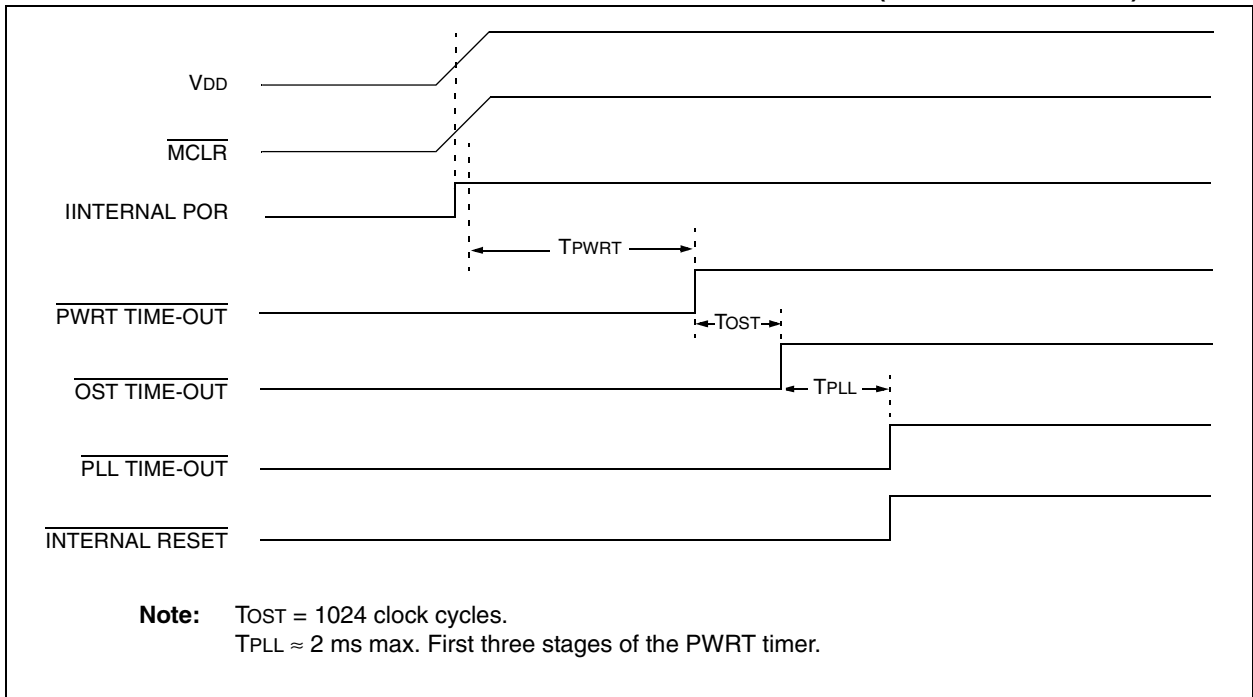 VDD
MCLR
IINTERNAL POR
TPWRT
PWRT TIME-OUT
TOST
OST TIME-OUT
TPLL
PLL TIME-OUT
INTERNAL RESET
Note: TOST = 1024 clock cycles.
TPLL ≈ 2 ms max. First three stages of the PWRT timer.